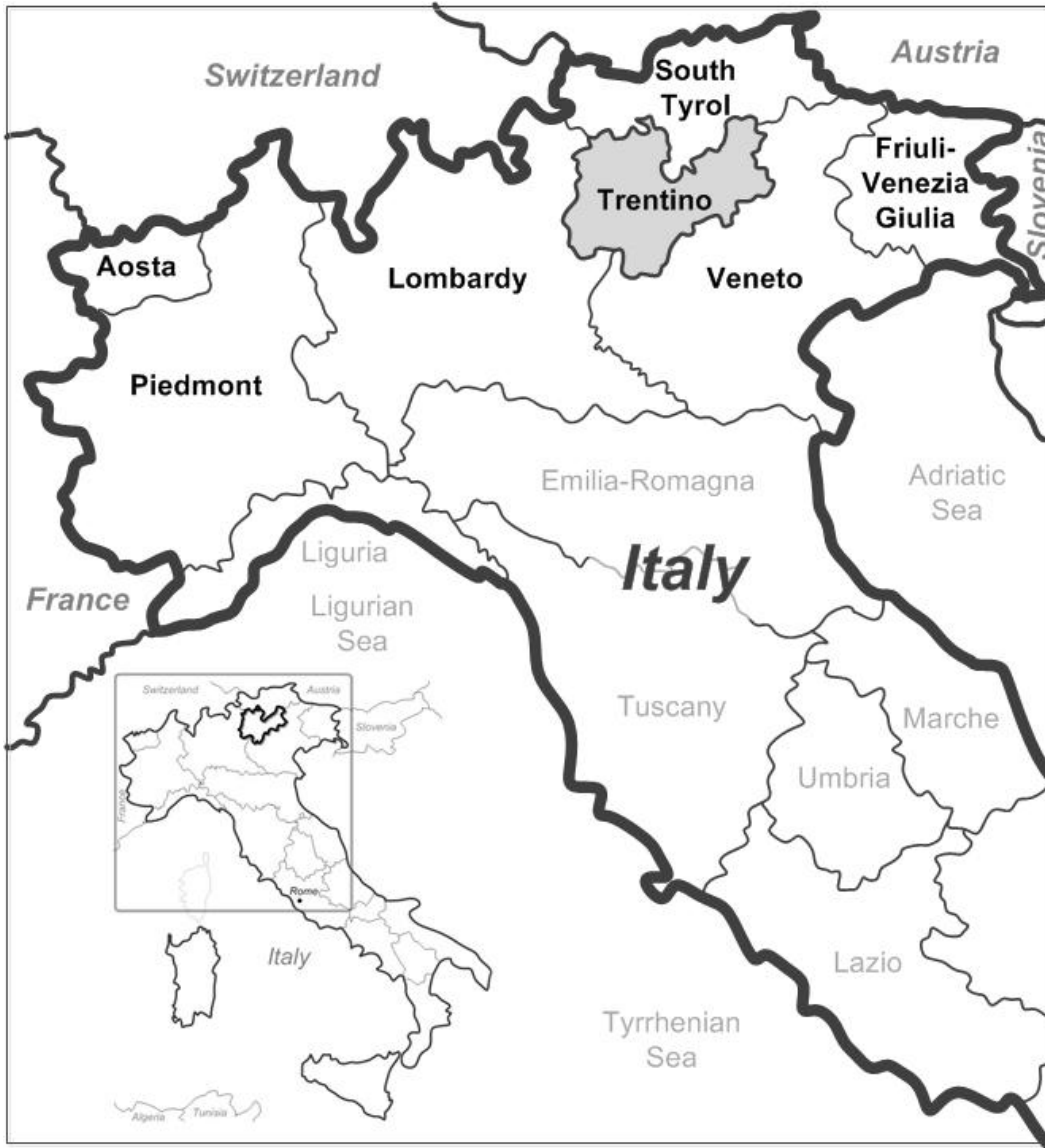 Switzerland
Austria
South
Tyrol
Slovenia
Friuli-
Venezia
Giulia
Trentino
Aosta
Lombardy
Veneto
Piedmont
Emilia-Romagna
Adriatic
Sea
Liguria
Italy
France
Ligurian
Sea
Tuscany
Marche
Umbria
Lazio
Tyrrhenian
Sea
Switzerland
Austria
Slovenia
France
Rome
Italy
Algeria
Tunisia